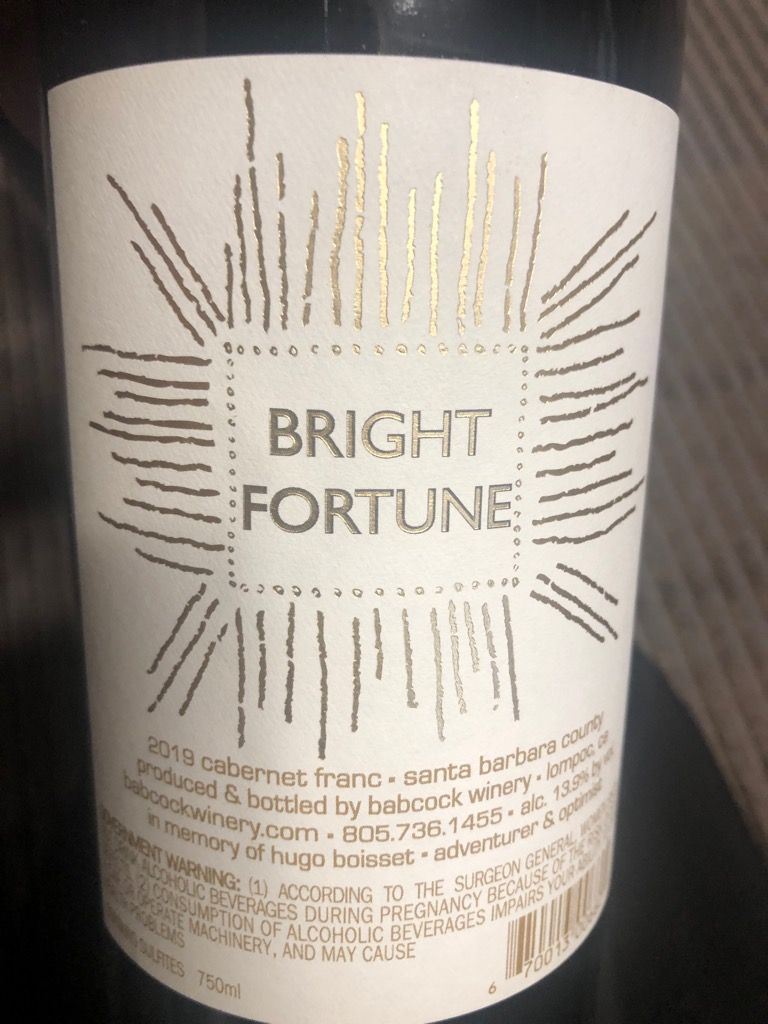 BRIGHT
FORTUNE
2019 cabernet franc • santa barbara county
produced & bottled by babcock winery • lompoc, ca
babcockwinery.com • 805.736.1455 • alc. 13.9% by vol.
in memory of hugo boisset • adventurer & optimist
GOVERNMENT WARNING: (1) ACCORDING TO THE SURGEON GENERAL, WOMEN
ALCOHOLIC BEVERAGES DURING PREGNANCY BECAUSE OF THE
CONSUMPTION OF ALCOHOLIC BEVERAGES IMPAIRS YOUR
OPERATE MACHINERY, AND MAY CAUSE
PROBLEMS
SULFITES 750ml
6 70013